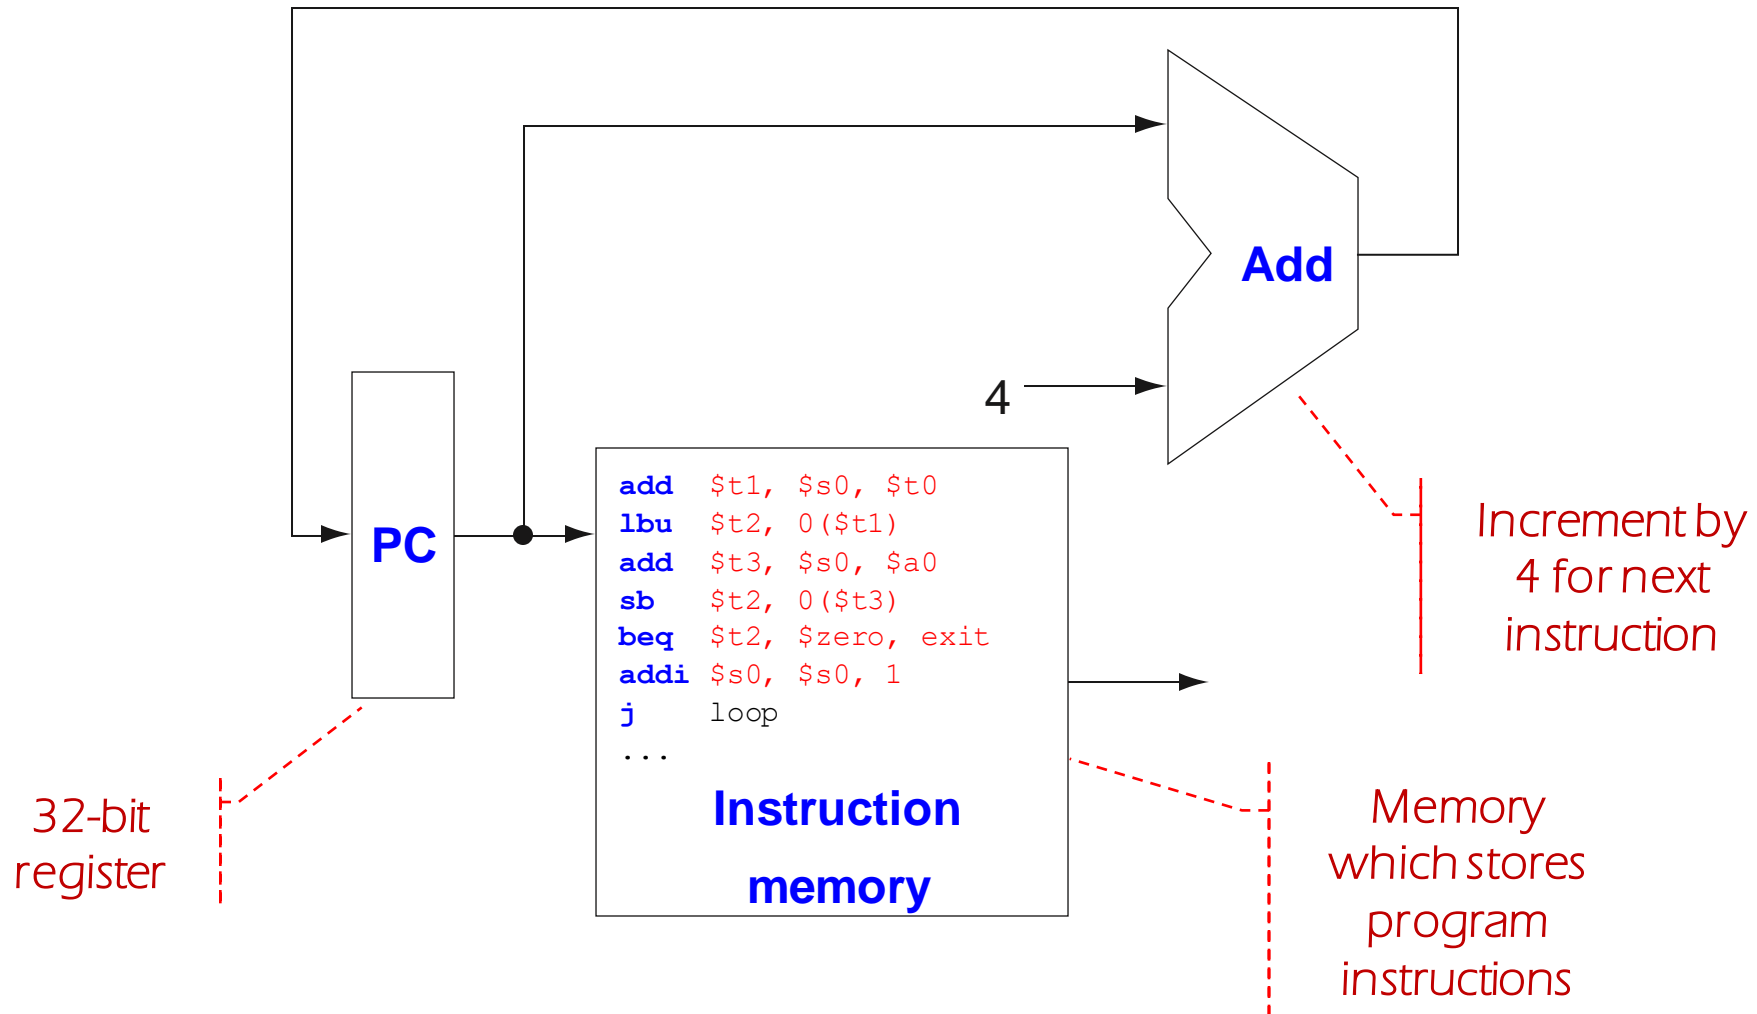 Add
4
PC
add $t1, $s0, $t0
lbu $t2, 0($t1)
add $t3, $s0, $a0
sb $t2, 0($t3)
beq $t2, $zero, exit
addi $s0, $s0, 1
j loop
...
Instruction
memory
Increment by
4 for next
instruction
32-bit
register
Memory
which stores
program
instructions